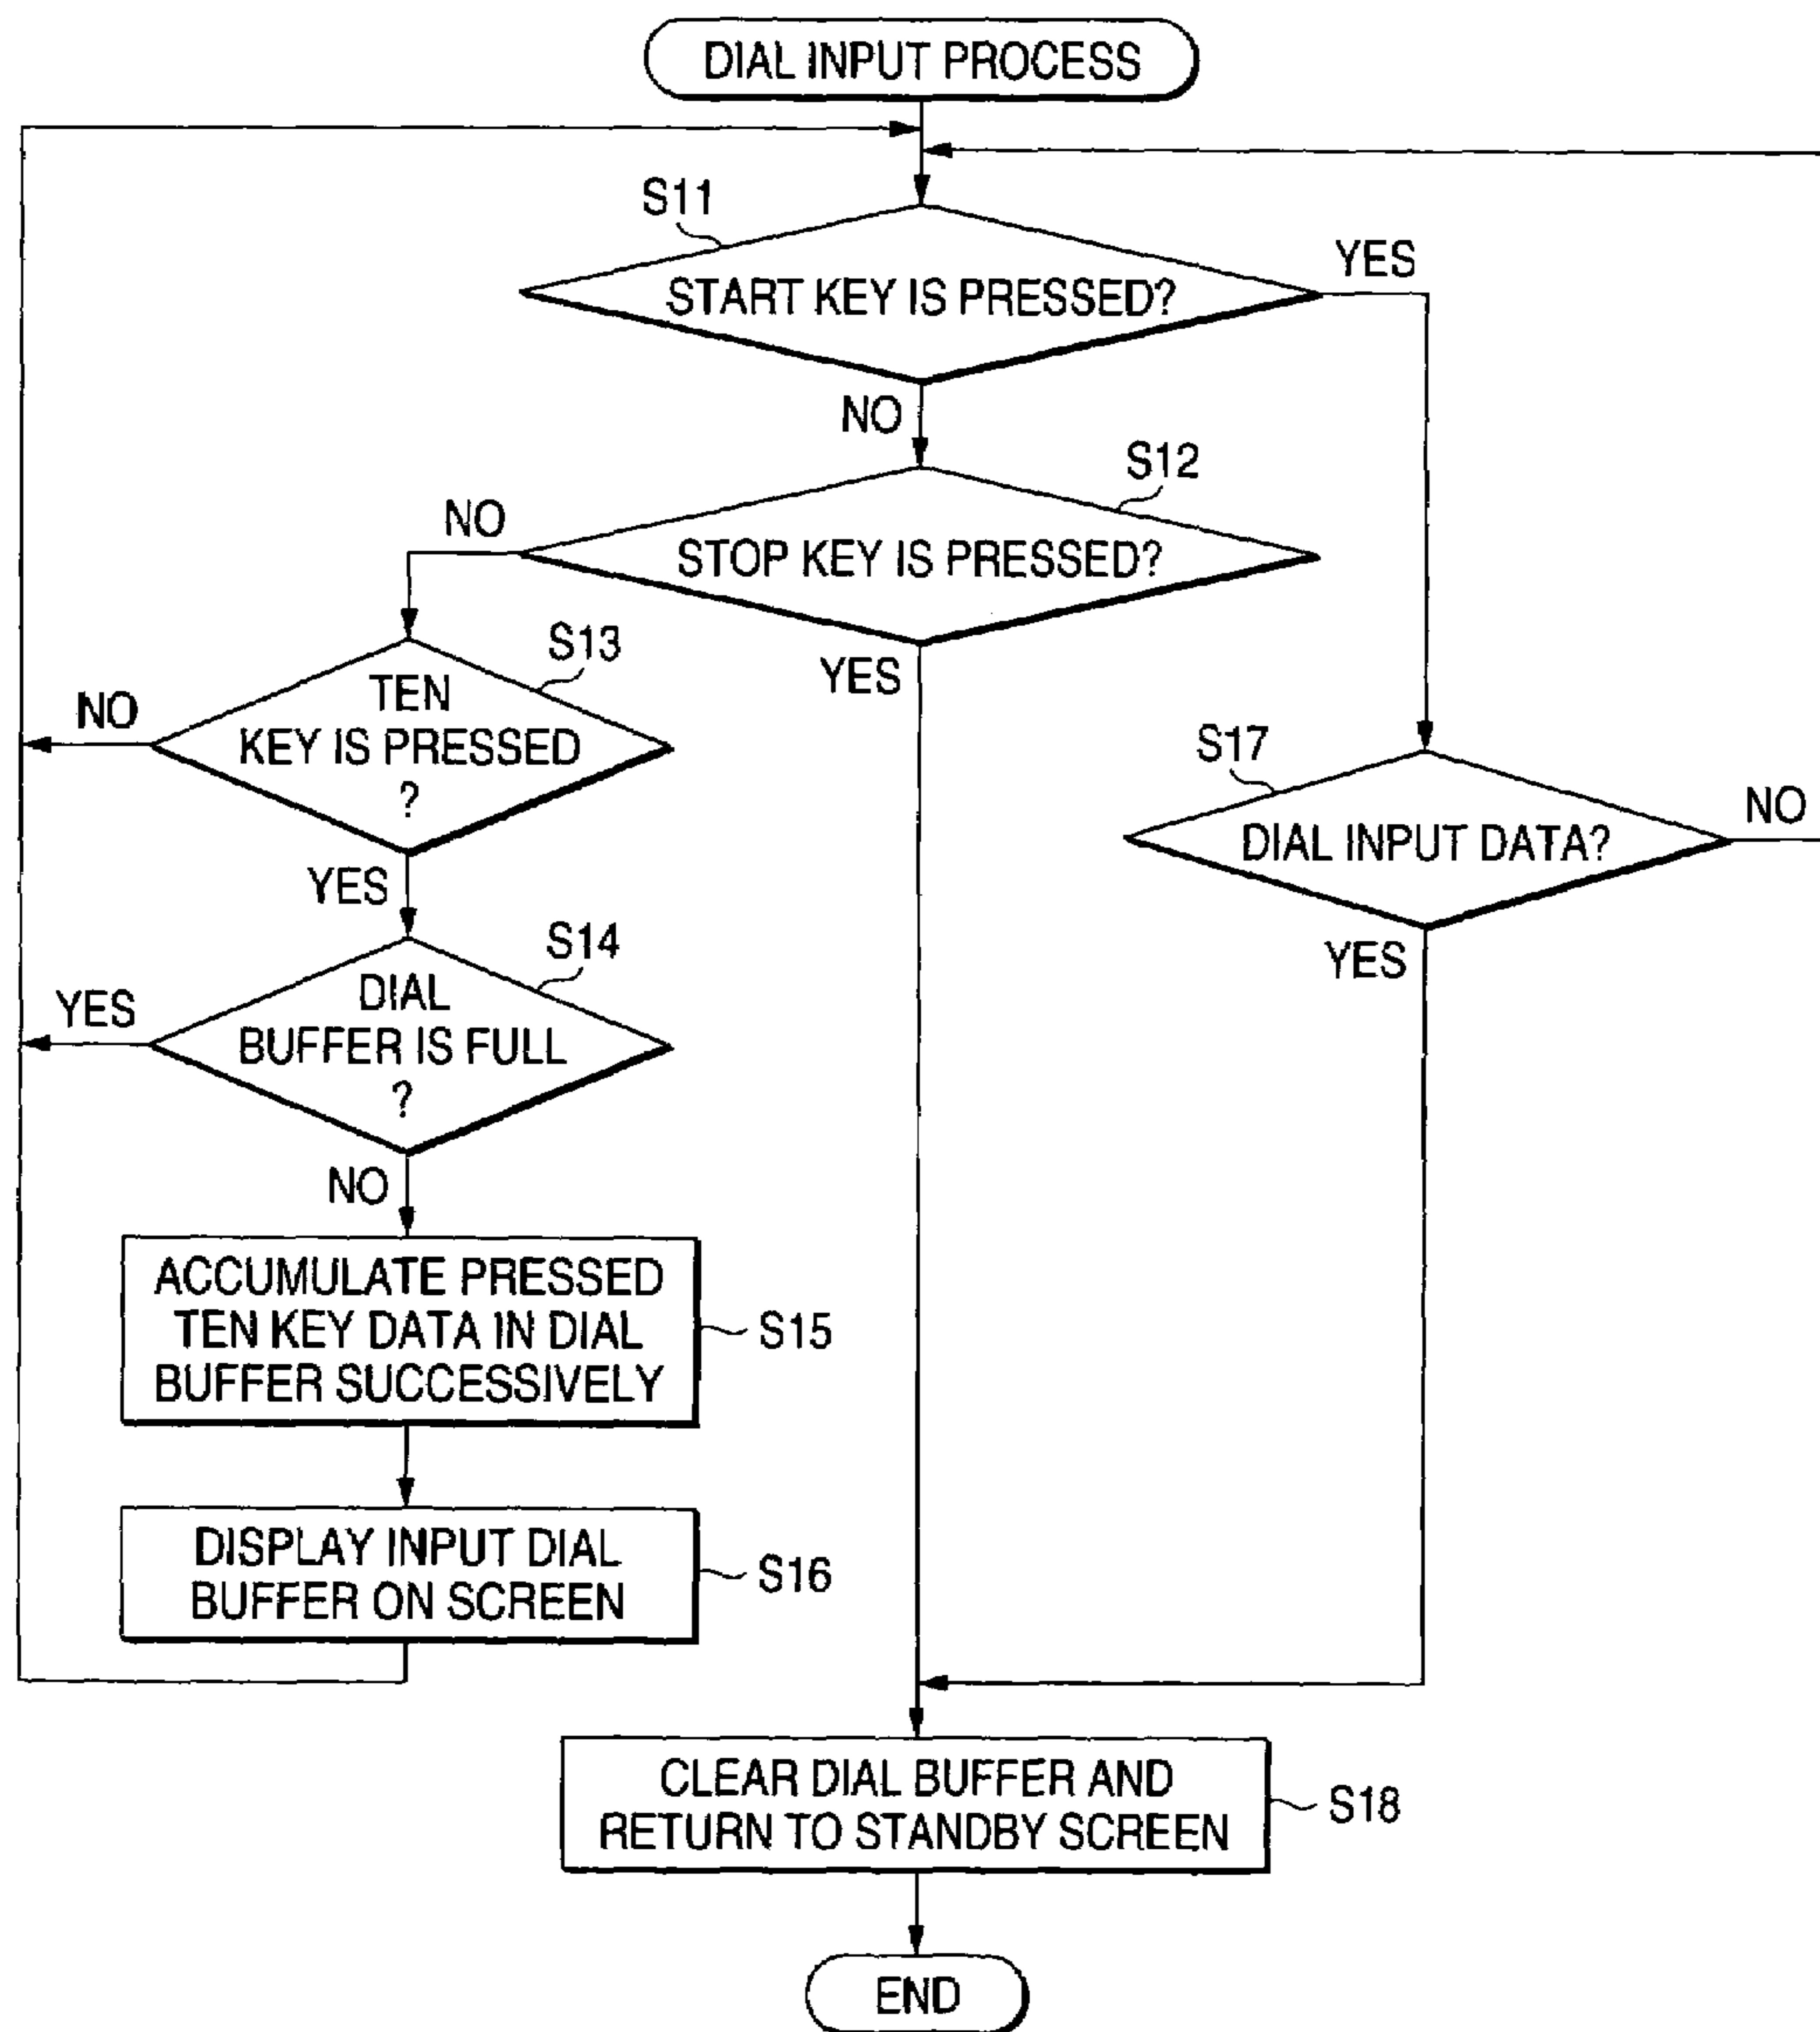 DIAL INPUT PROCESS
S11
START KEY IS PRESSED?
YES
NO
S12
STOP KEY IS PRESSED?
NO
YES
S13
TEN
KEY IS PRESSED
?
NO
YES
S17
DIAL INPUT DATA?
NO
YES
S14
DIAL
BUFFER IS FULL
?
YES
NO
ACCUMULATE PRESSED
TEN KEY DATA IN DIAL
BUFFER SUCCESSIVELY
S15
DISPLAY INPUT DIAL
BUFFER ON SCREEN
S16
CLEAR DIAL BUFFER AND
RETURN TO STANDBY SCREEN
S18
END